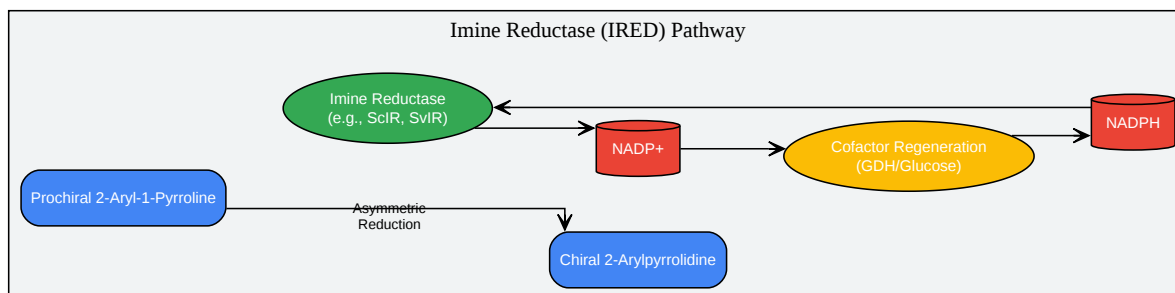 Imine Reductase (IRED) Pathway
Imine Reductase
(e.g., ScIR, SvIR)
NADPH
NADP+
Cofactor Regeneration
(GDH/Glucose)
Prochiral 2-Aryl-1-Pyrroline
Asymmetric
Reduction
Chiral 2-Arylpyrrolidine